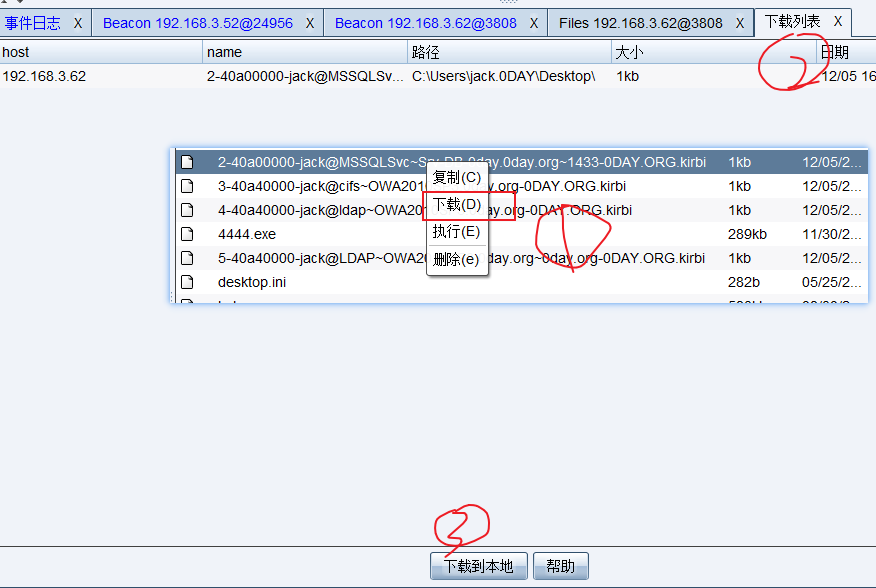 事件日志 X Beacon 192.168.3.52@24956 X Beacon 192.168.3.62@3808 X Files 192.168.3.62@3808 X 下载列表 X
host name 路径 大小 日期
192.168.3.62 2-40a00000-jack@MSSQLSv... C:\Users\jack.0DAY\Desktop\ 1kb 12/05 16
2
2-40a00000-jack@MSSQLSvc~Srv-DB.0day.org~1433-0DAY.ORG.kirbi 1kb 12/05/2...
复制(C)
3-40a40000-jack@cifs~OWA201 day.org-0DAY.ORG.kirbi 1kb 12/05/2...
下载(D)
4-40a40000-jack@ldap~OWA20 ay.org-0DAY.ORG.kirbi 1kb 12/05/2...
1
执行(E)
4444.exe 289kb 11/30/2...
删除(e)
5-40a40000-jack@LDAP~OWA2 day.org~0day.org-0DAY.ORG.kirbi 1kb 12/05/2...
desktop.ini 282b 05/25/2...
3
下载到本地 帮助